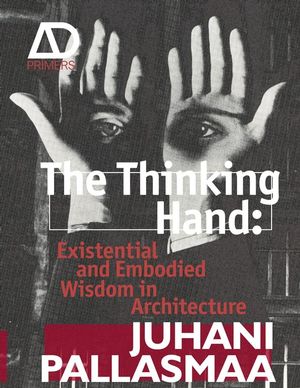 AD
PRIMERS
The Thinking
Hand:
Existential
and Embodied
Wisdom in
Architecture
JUHANI
PALLASMAA